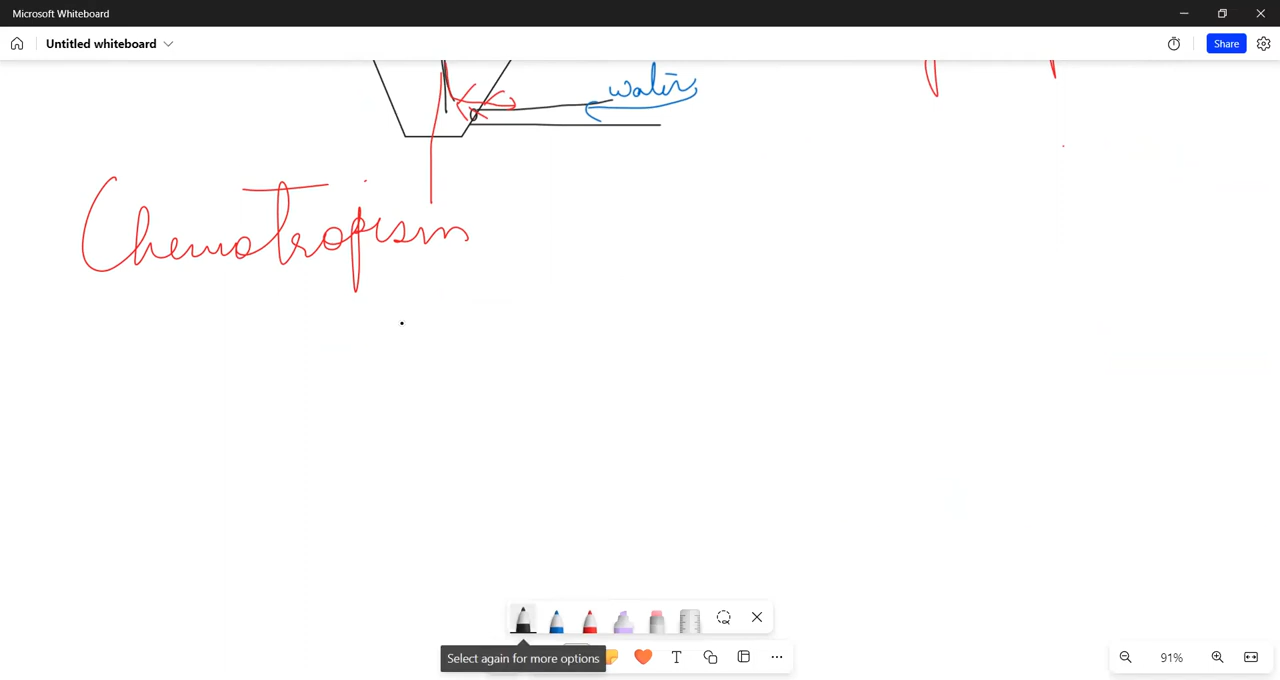 Microsoft Whiteboard
Untitled whiteboard
Share
water
Chemotropism
Select again for more options
91%